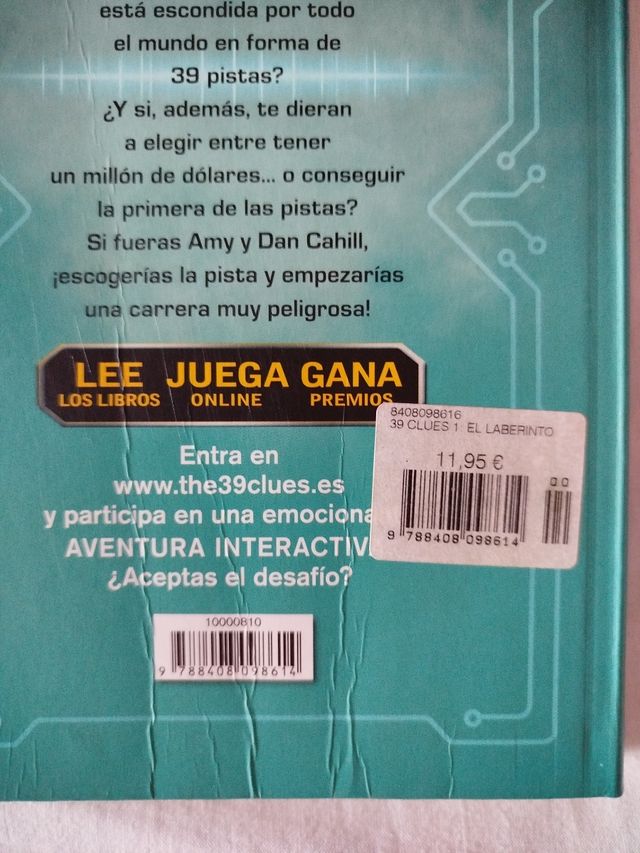 está escondida por todo
el mundo en forma de
39 pistas?
¿Y si, además, te dieran
a elegir entre tener
un millón de dólares... o conseguir
la primera de las pistas?
Si fueras Amy y Dan Cahill,
¡escogerías la pista y empezarías
una carrera muy peligrosa!
LEE JUEGA GANA
LOS LIBROS ONLINE PREMIOS
8408098616
39 CLUES 1: EL LABERINTO
11,95 €
00
9 788408 098614
Entra en
www.the39clues.es
y participa en una emociona
AVENTURA INTERACTIV
¿Aceptas el desafío?
10000810
9 788408 098614